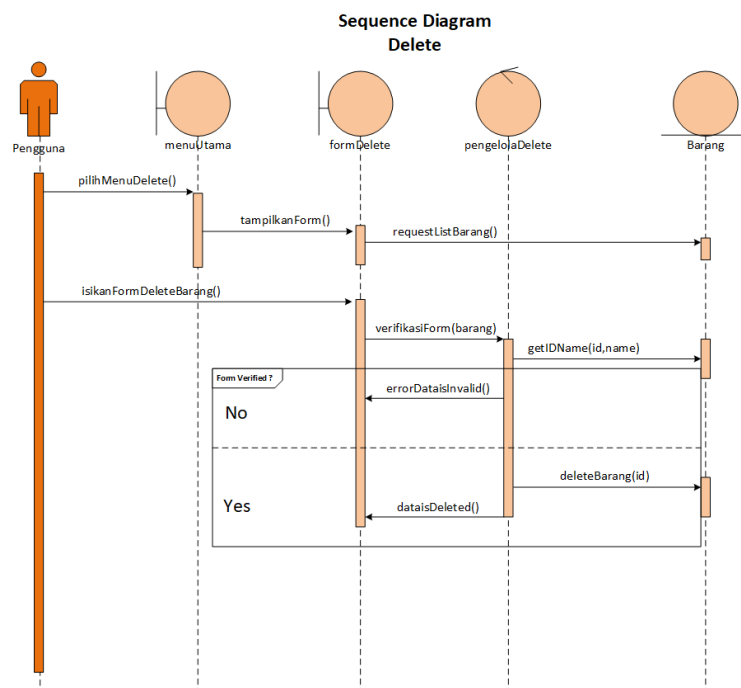 Sequence Diagram
Delete
Pengguna
menuUtama
formDelete
pengelolaDelete
Barang
pilihMenuDelete()
tampilkanForm()
requestListBarang()
isikanFormDeleteBarang()
verifikasiForm(barang)
getIDName(id,name)
Form Verified ?
errorDataisInvalid()
No
deleteBarang(id)
Yes
dataisDeleted()